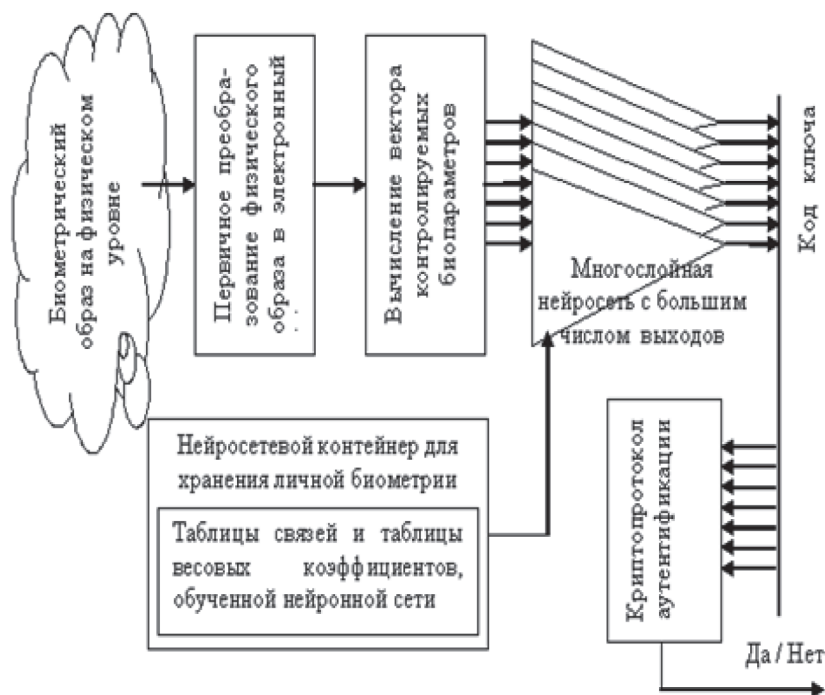 Биометрический
образ на физическом
уровне
Первичное преобра-
зование физического
образа в электронный
Вычисление вектора
контролируемых
биопараметров
Многослойная
нейросеть с большим
числом выходов
Код ключа
Нейросетевой контейнер для
хранения личной биометрии
Таблицы связей и таблицы
весовых коэффициентов,
обученной нейронной сети
Криптопротокол
аутентификации
Да / Нет